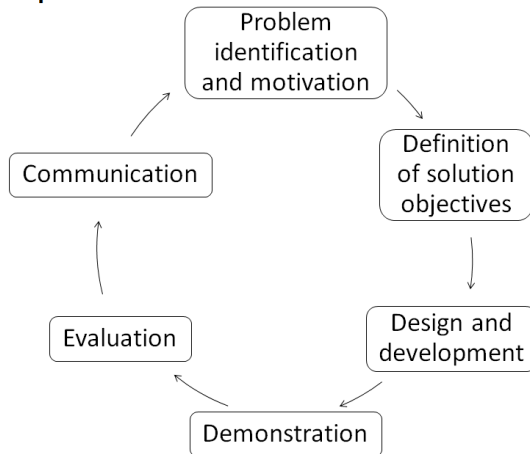 Problem
identification
and motivation
Definition
of solution
objectives
Design and
development
Demonstration
Evaluation
Communication